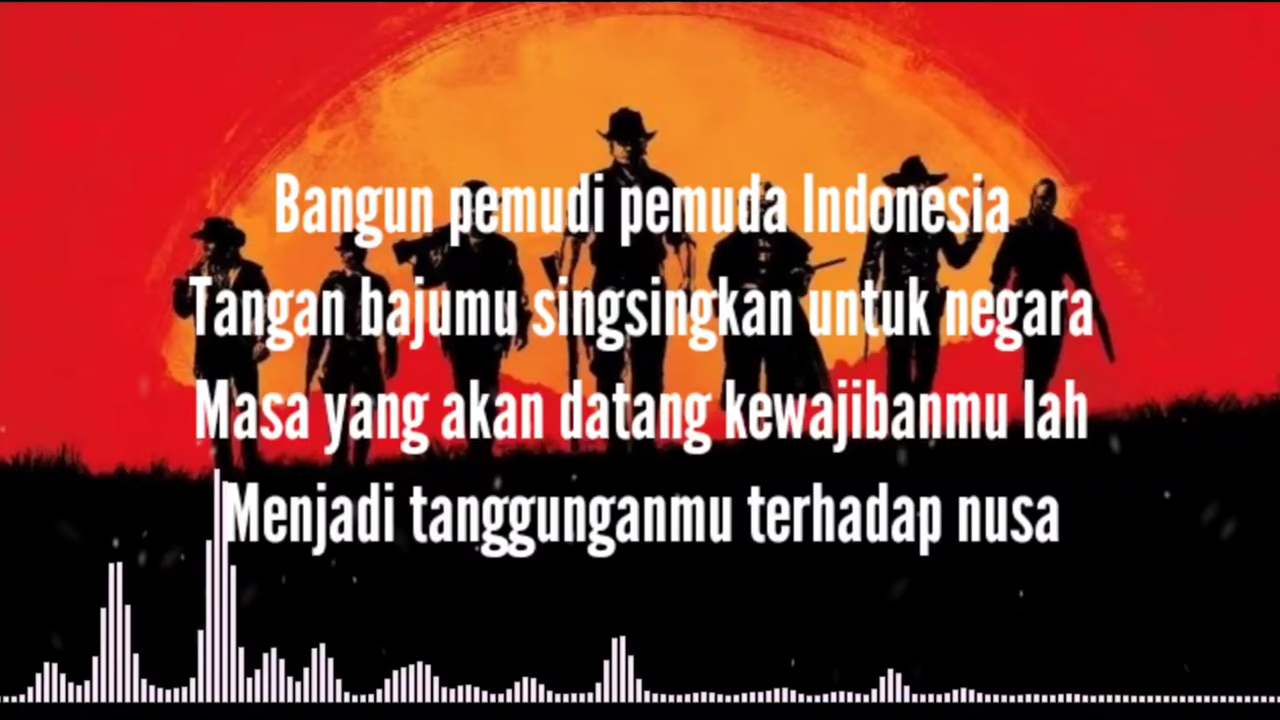 Bangun pemudi pemuda Indonesia
Tangan bajumu singsingkan untuk negara
Masa yang akan datang kewajibanmu lah
Menjadi tanggunganmu terhadap nusa